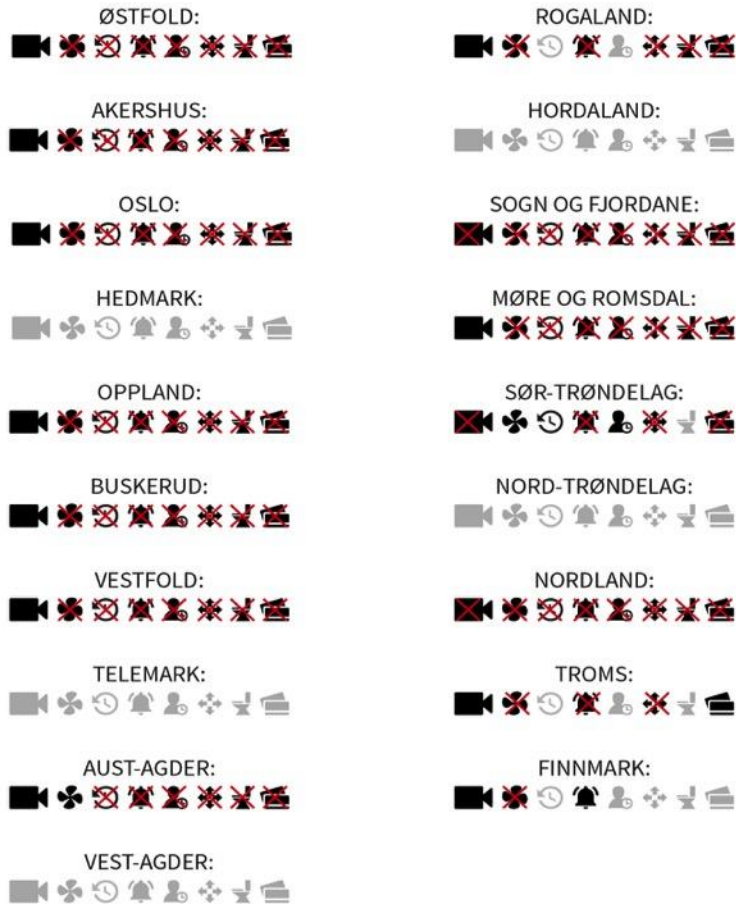 ØSTFOLD:
AKERSHUS:
OSLO:
HEDMARK:
OPPLAND:
BUSKERUD:
VESTFOLD:
TELEMARK:
AUST-AGDER:
VEST-AGDER:
ROGALAND:
HORDALAND:
SOGN OG FJORDANE:
MØRE OG ROMSDAL:
SØR-TRØNDELAG:
NORD-TRØNDELAG:
NORDLAND:
TROMS:
FINNMARK: